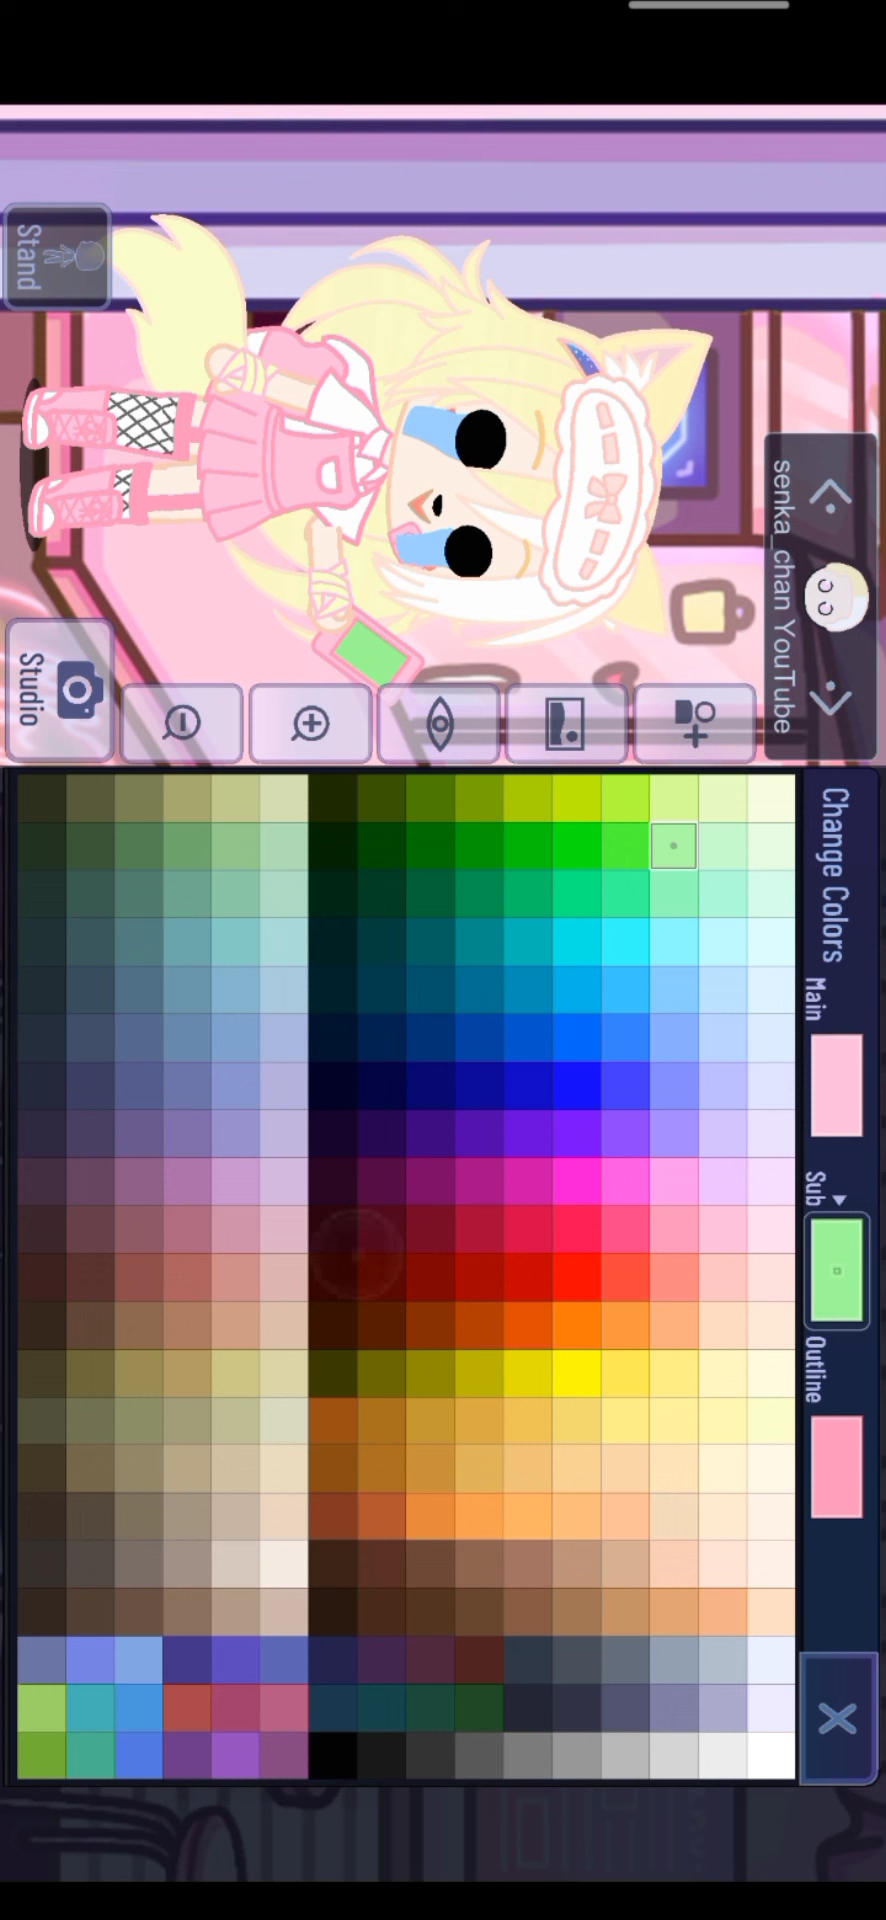 Stand
Studio
senka_chan YouTube
Change Colors
Main
Sub
Outline
X